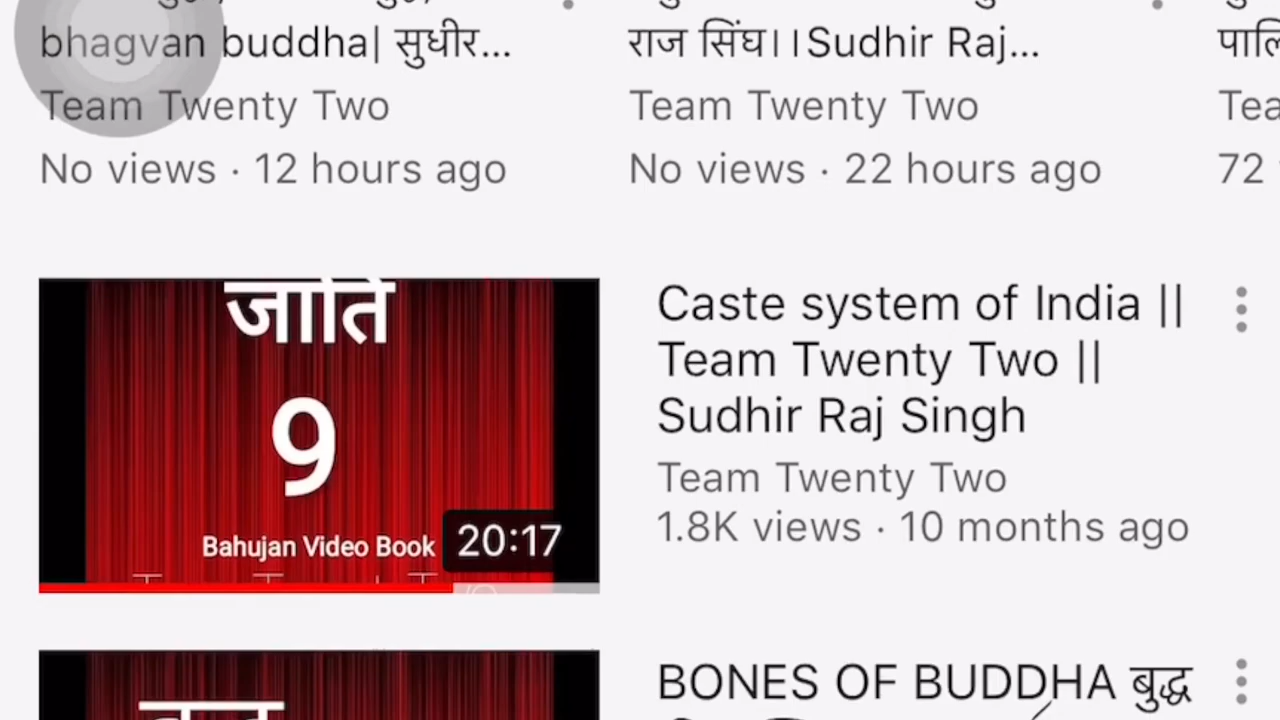 bhagvan buddha| सुधीर...
Team Twenty Two
No views · 12 hours ago
राज सिंघ।।Sudhir Raj...
Team Twenty Two
No views · 22 hours ago
72
जाति
9
Bahujan Video Book
20:17
Caste system of India ||
Team Twenty Two ||
Sudhir Raj Singh
Team Twenty Two
1.8K views · 10 months ago
BONES OF BUDDHA बुद्ध